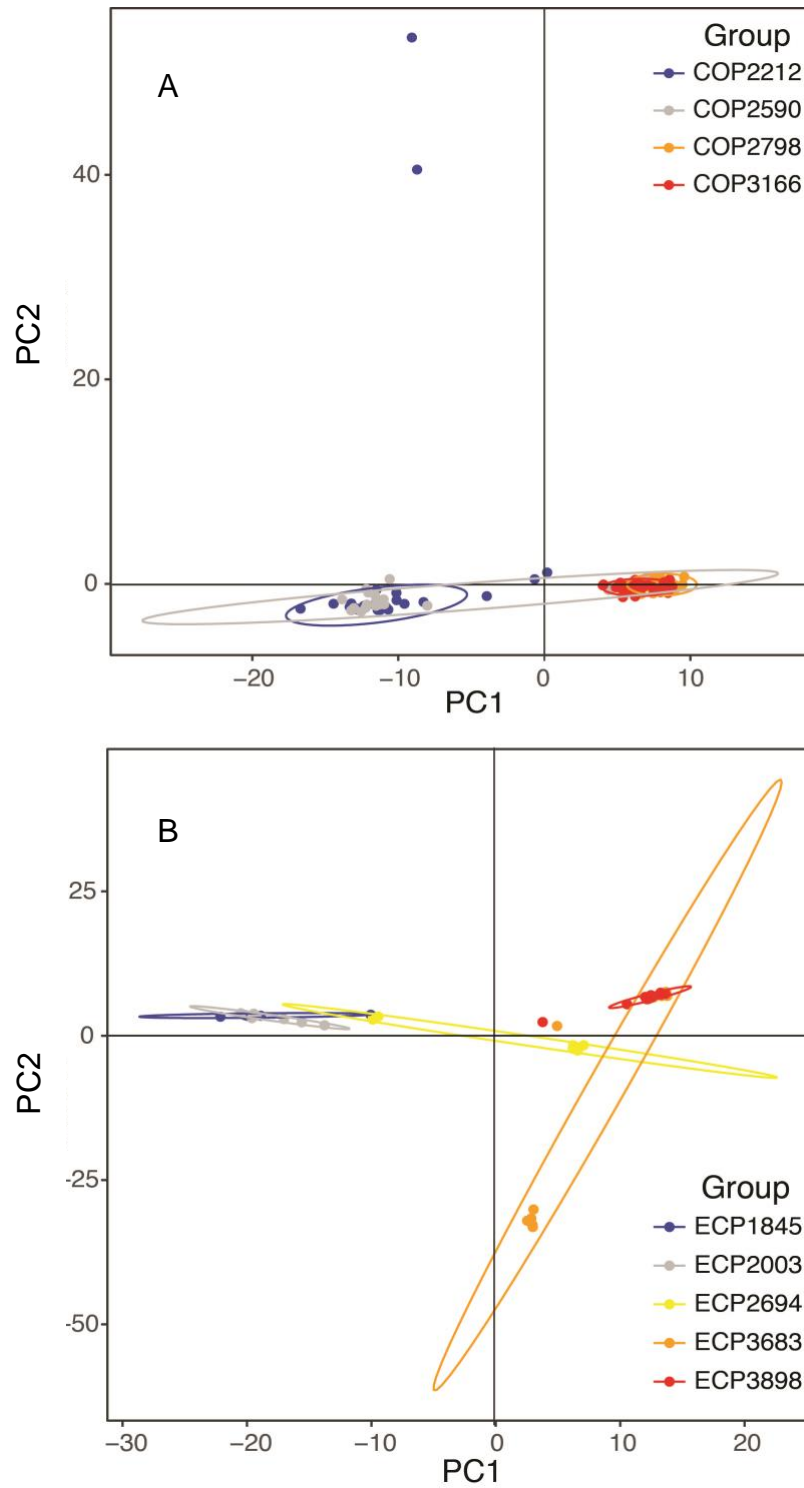 A
Group
COP2212
COP2590
COP2798
COP3166
40
20
0
PC2
−20
−10
0
10
PC1
B
25
0
-25
-50
PC2
Group
ECP1845
ECP2003
ECP2694
ECP3683
ECP3898
−30
−20
−10
0
10
20
PC1